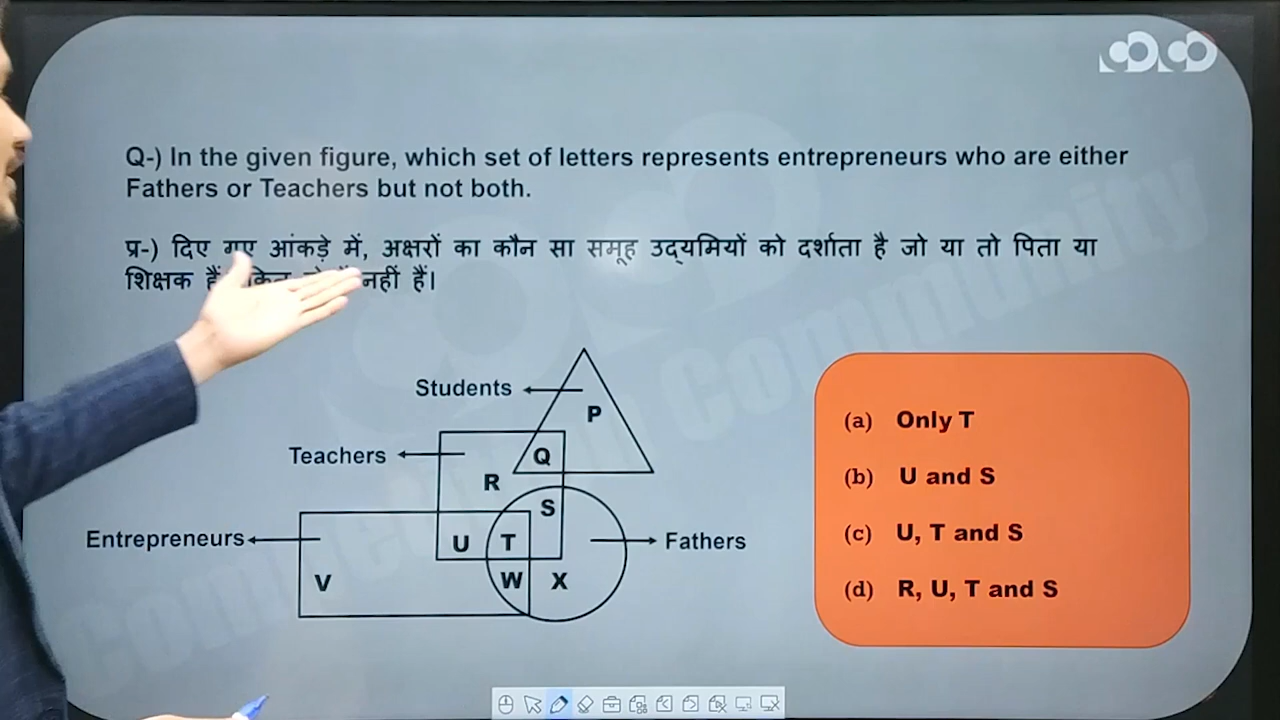 Q-) In the given figure, which set of letters represents entrepreneurs who are either
Fathers or Teachers but not both.
प्र-) दिए गए आंकड़े में, अक्षरों का कौन सा समूह उद्यमियों को दर्शाता है जो या तो पिता या
शिक्षक नहीं हैं।
Students
P
Teachers
Q
R
S
Entrepreneurs
U
T
Fathers
V
W
X
(a) Only T
(b) U and S
(c) U, T and S
(d) R, U, T and S
Community